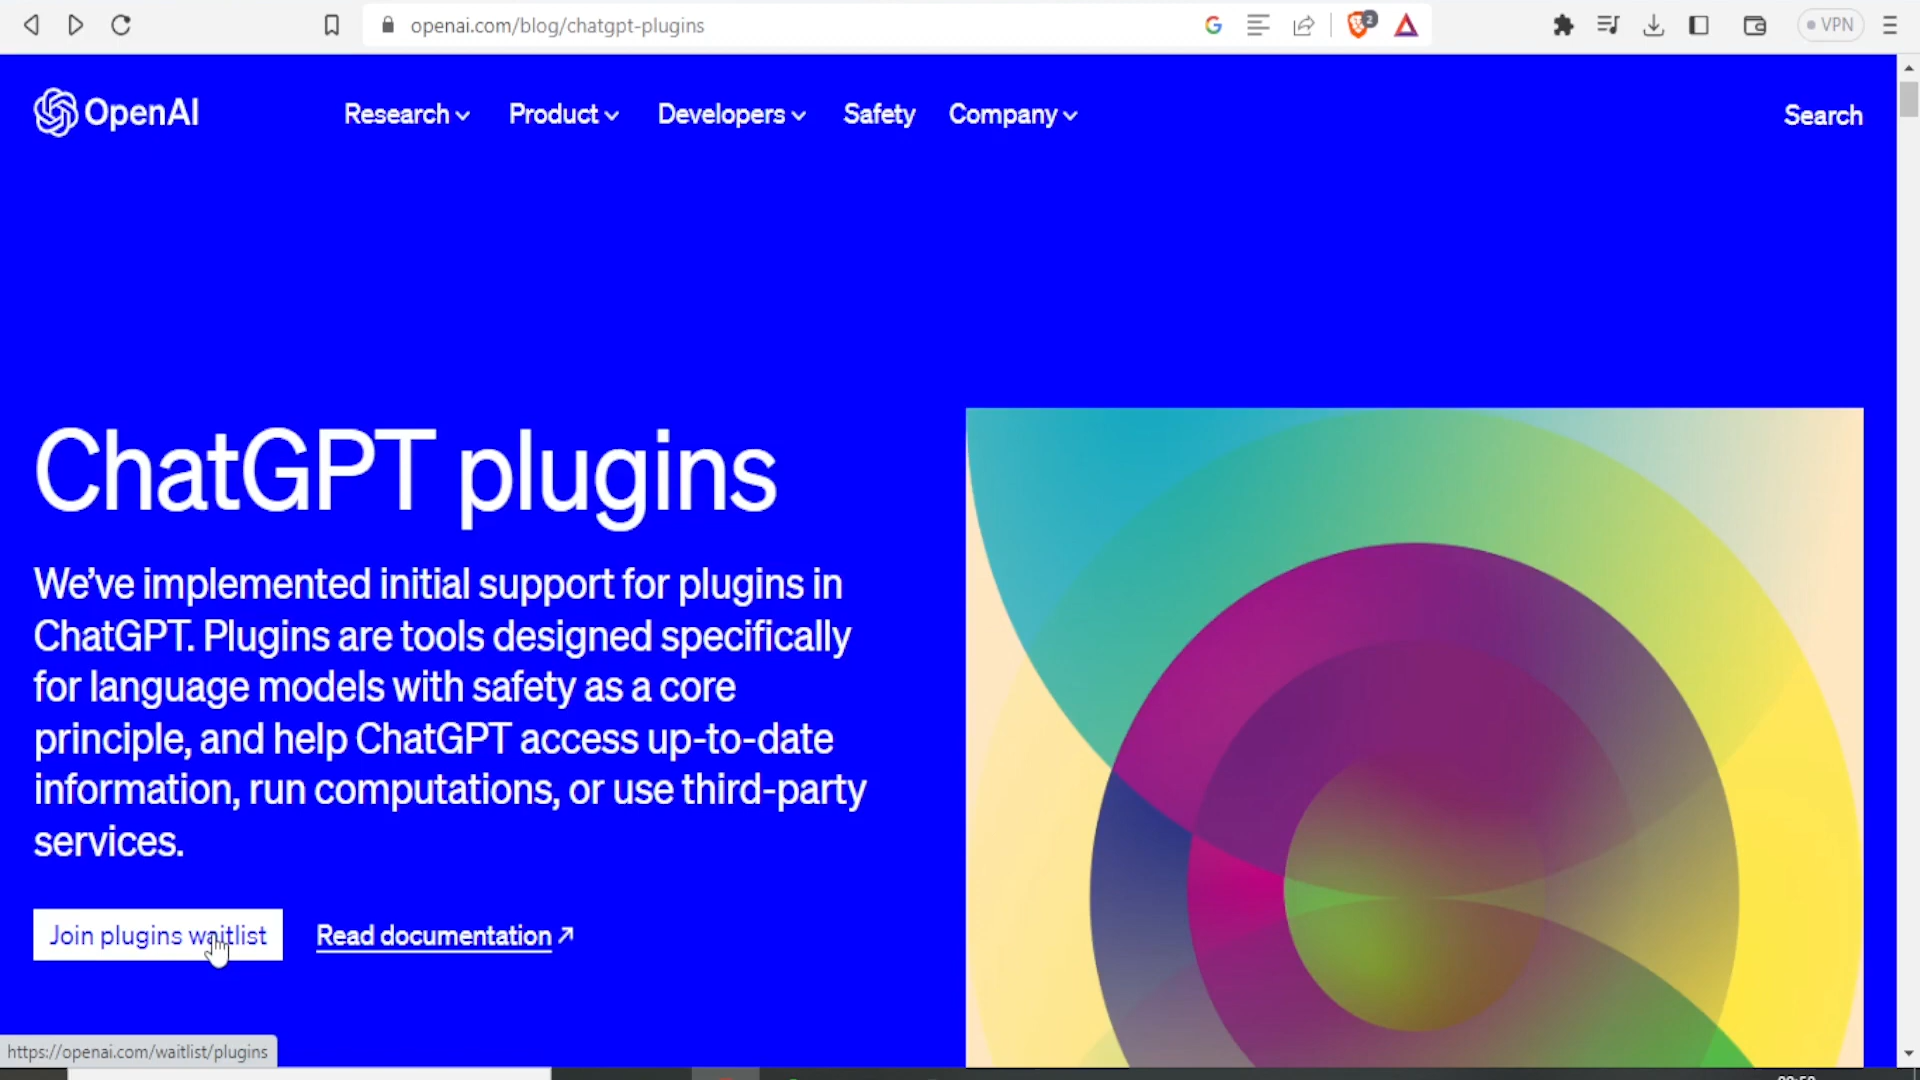 openai.com/blog/chatgpt-plugins
2
VPN
OpenAI
Research
Product
Developers
Safety
Company
Search
ChatGPT plugins
We've implemented initial support for plugins in
ChatGPT. Plugins are tools designed specifically
for language models with safety as a core
principle, and help ChatGPT access up-to-date
information, run computations, or use third-party
services.
Join plugins waitlist
Read documentation ↗
https://openai.com/waitlist/plugins